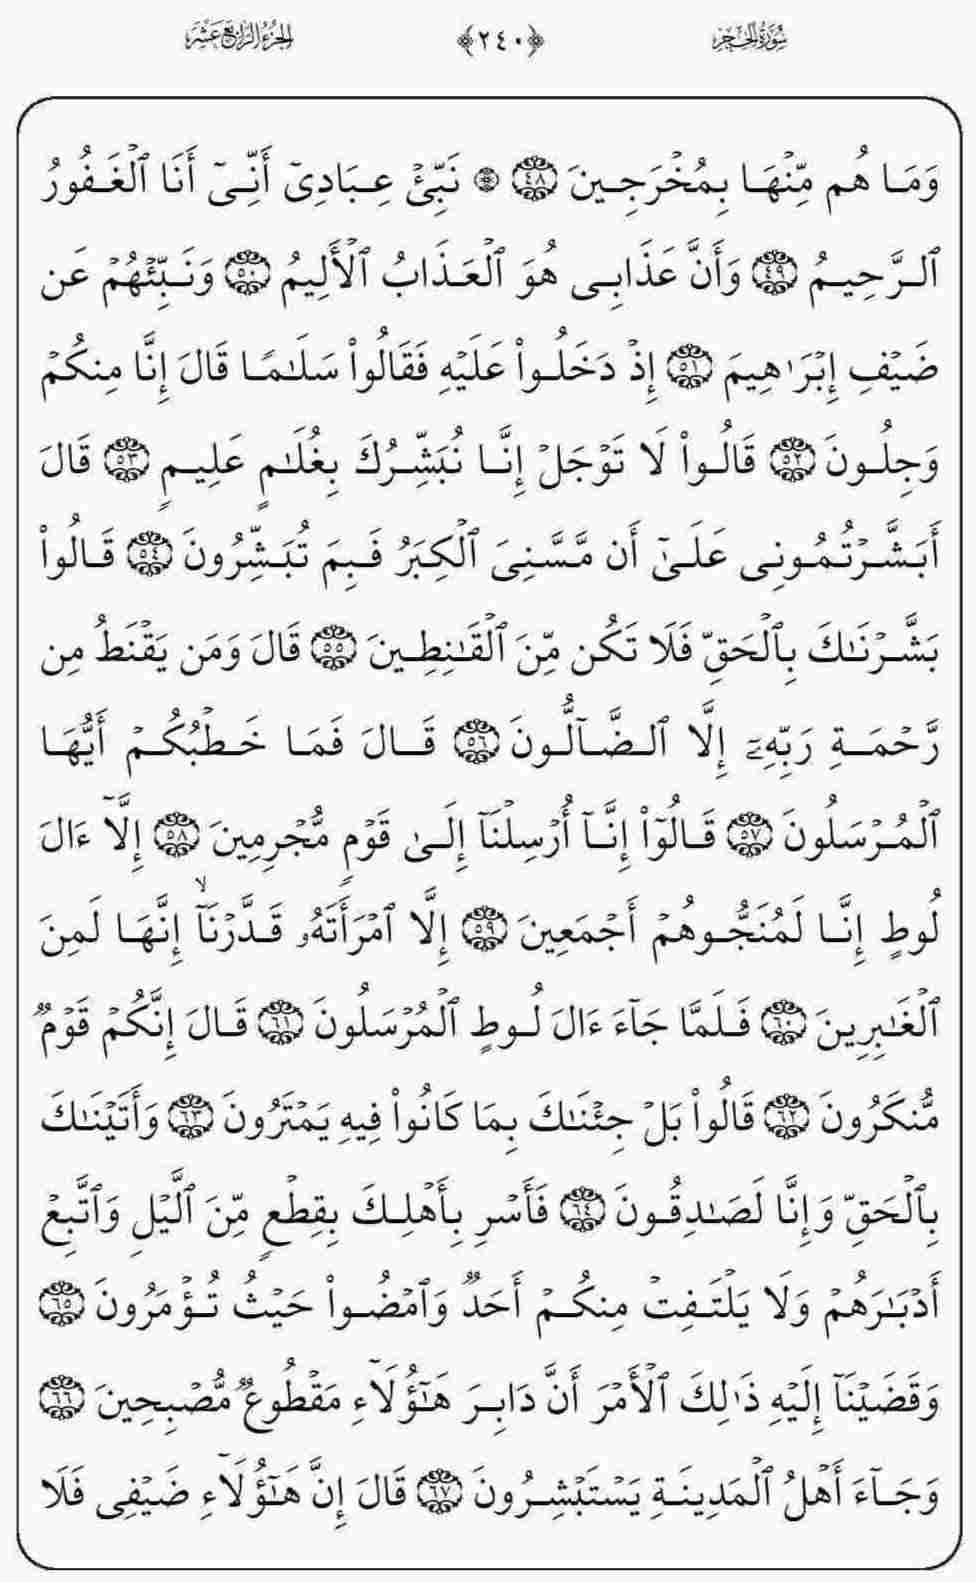 سُورَةُ الحِجْرِ ﴿٢٤٠﴾ الجُزْءُ الرَّابِعَ عَشَرَ
وَمَا هُم مِّنۡهَا بِمُخۡرَجِينَ ٤٨ ۞ نَبِّئۡ عِبَادِيٓ أَنِّيٓ أَنَا ٱلۡغَفُورُ
ٱلرَّحِيمُ ٤٩ وَأَنَّ عَذَابِي هُوَ ٱلۡعَذَابُ ٱلۡأَلِيمُ ٥٠ وَنَبِّئۡهُمۡ عَن
ضَيۡفِ إِبۡرَٰهِيمَ ٥١ إِذۡ دَخَلُواْ عَلَيۡهِ فَقَالُواْ سَلَٰمٗا قَالَ إِنَّا مِنكُمۡ
وَجِلُونَ ٥٢ قَالُواْ لَا تَوۡجَلۡ إِنَّا نُبَشِّرُكَ بِغُلَٰمٍ عَلِيمٖ ٥٣ قَالَ
أَبَشَّرۡتُمُونِي عَلَىٰٓ أَن مَّسَّنِيَ ٱلۡكِبَرُ فَبِمَ تُبَشِّرُونَ ٥٤ قَالُواْ
بَشَّرۡنَٰكَ بِٱلۡحَقِّ فَلَا تَكُن مِّنَ ٱلۡقَٰنِطِينَ ٥٥ قَالَ وَمَن يَقۡنَطُ مِن
رَّحۡمَةِ رَبِّهِۦٓ إِلَّا ٱلضَّآلُّونَ ٥٦ قَالَ فَمَا خَطۡبُكُمۡ أَيُّهَا
ٱلۡمُرۡسَلُونَ ٥٧ قَالُوٓاْ إِنَّآ أُرۡسِلۡنَآ إِلَىٰ قَوۡمٖ مُّجۡرِمِينَ ٥٨ إِلَّآ ءَالَ
لُوطٍ إِنَّا لَمُنَجُّوهُمۡ أَجۡمَعِينَ ٥٩ إِلَّا ٱمۡرَأَتَهُۥ قَدَّرۡنَآۙ إِنَّهَا لَمِنَ
ٱلۡغَٰبِرِينَ ٦٠ فَلَمَّا جَآءَ ءَالَ لُوطٍ ٱلۡمُرۡسَلُونَ ٦١ قَالَ إِنَّكُمۡ قَوۡمٞ
مُّنكَرُونَ ٦٢ قَالُواْ بَلۡ جِئۡنَٰكَ بِمَا كَانُواْ فِيهِ يَمۡتَرُونَ ٦٣ وَأَتَيۡنَٰكَ
بِٱلۡحَقِّ وَإِنَّا لَصَٰدِقُونَ ٦٤ فَأَسۡرِ بِأَهۡلِكَ بِقِطۡعٖ مِّنَ ٱلَّيۡلِ وَٱتَّبِعۡ
أَدۡبَٰرَهُمۡ وَلَا يَلۡتَفِتۡ مِنكُمۡ أَحَدٞ وَٱمۡضُواْ حَيۡثُ تُؤۡمَرُونَ ٦٥
وَقَضَيۡنَآ إِلَيۡهِ ذَٰلِكَ ٱلۡأَمۡرَ أَنَّ دَابِرَ هَٰٓؤُلَآءِ مَقۡطُوعٞ مُّصۡبِحِينَ ٦٦
وَجَآءَ أَهۡلُ ٱلۡمَدِينَةِ يَسۡتَبۡشِرُونَ ٦٧ قَالَ إِنَّ هَٰٓؤُلَآءِ ضَيۡفِي فَلَا